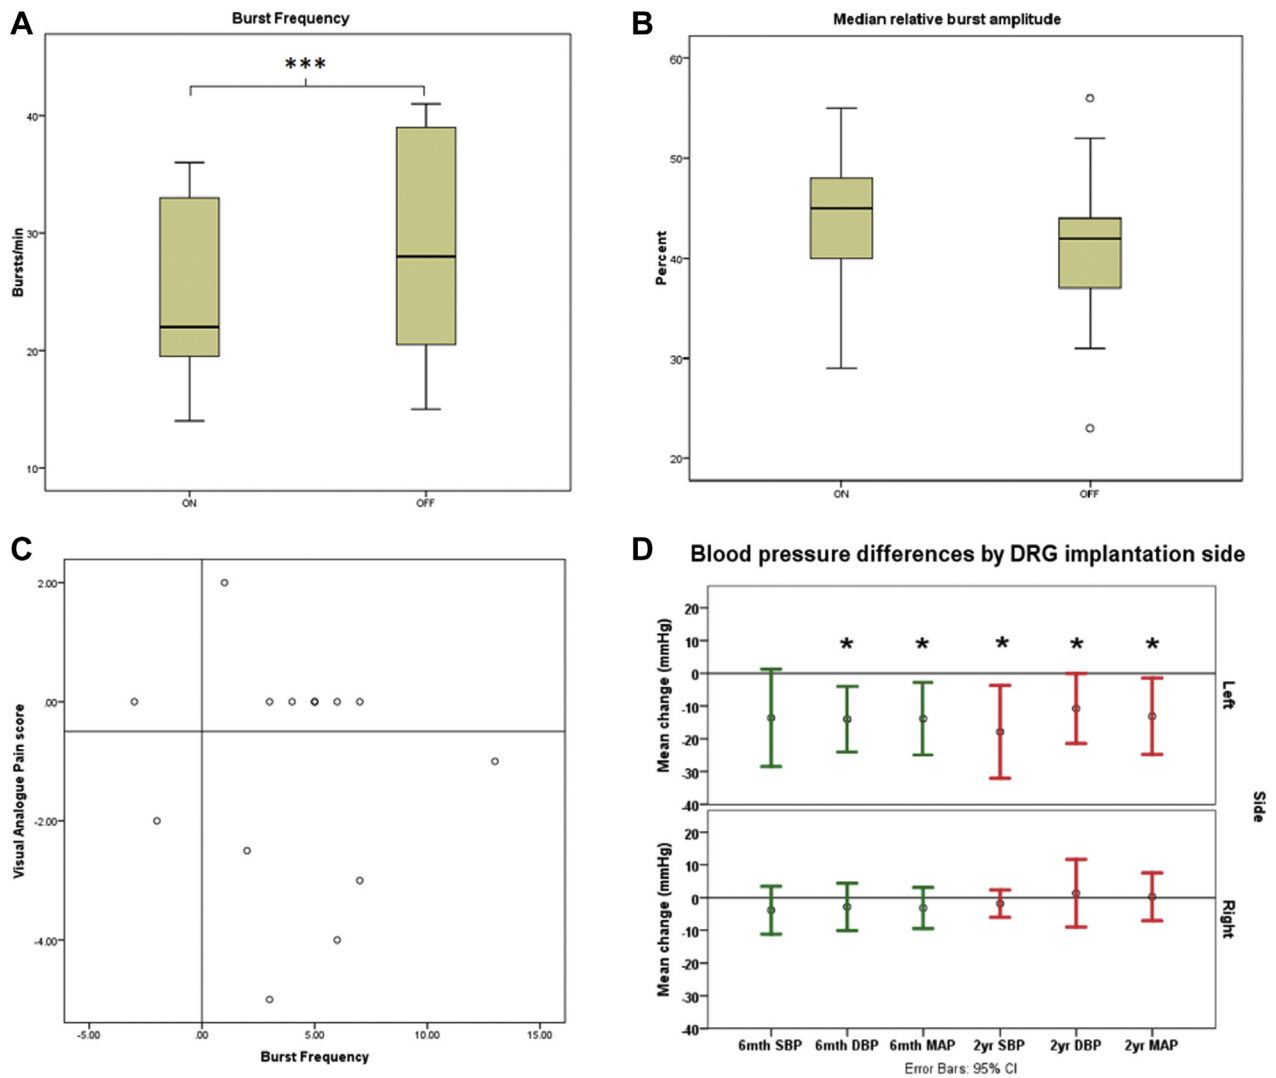 A
Burst Frequency
***
40
30
20
10
Bursts/min
ON
OFF
B
Median relative burst amplitude
60
50
40
30
20
Percent
ON
OFF
C
2.00
.00
-2.00
-4.00
Visual Analogue Pain score
-5.00
.00
5.00
10.00
15.00
Burst Frequency
D
Blood pressure differences by DRG implantation side
20
10
0
-10
-20
-30
-40
Mean change (mmHg)
* * * * *
Left
20
10
0
-10
-20
-30
-40
Mean change (mmHg)
Right
Side
6mth SBP
6mth DBP
6mth MAP
2yr SBP
2yr DBP
2yr MAP
Error Bars: 95% CI